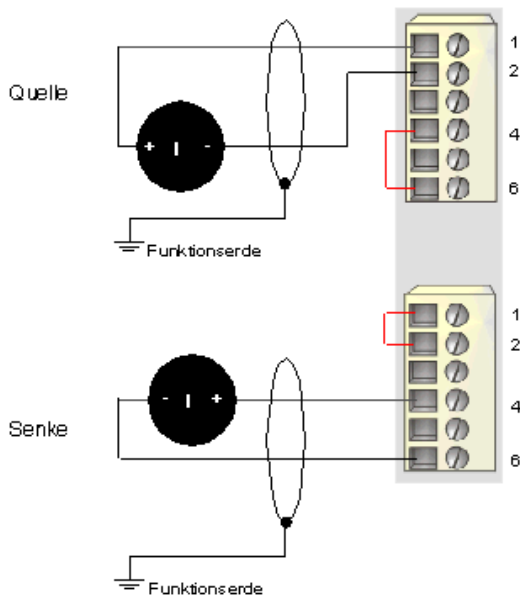 1
2
Quelle
+ I -
4
6
Funktionserde
1
2
- I +
4
Senke
6
Funktionserde